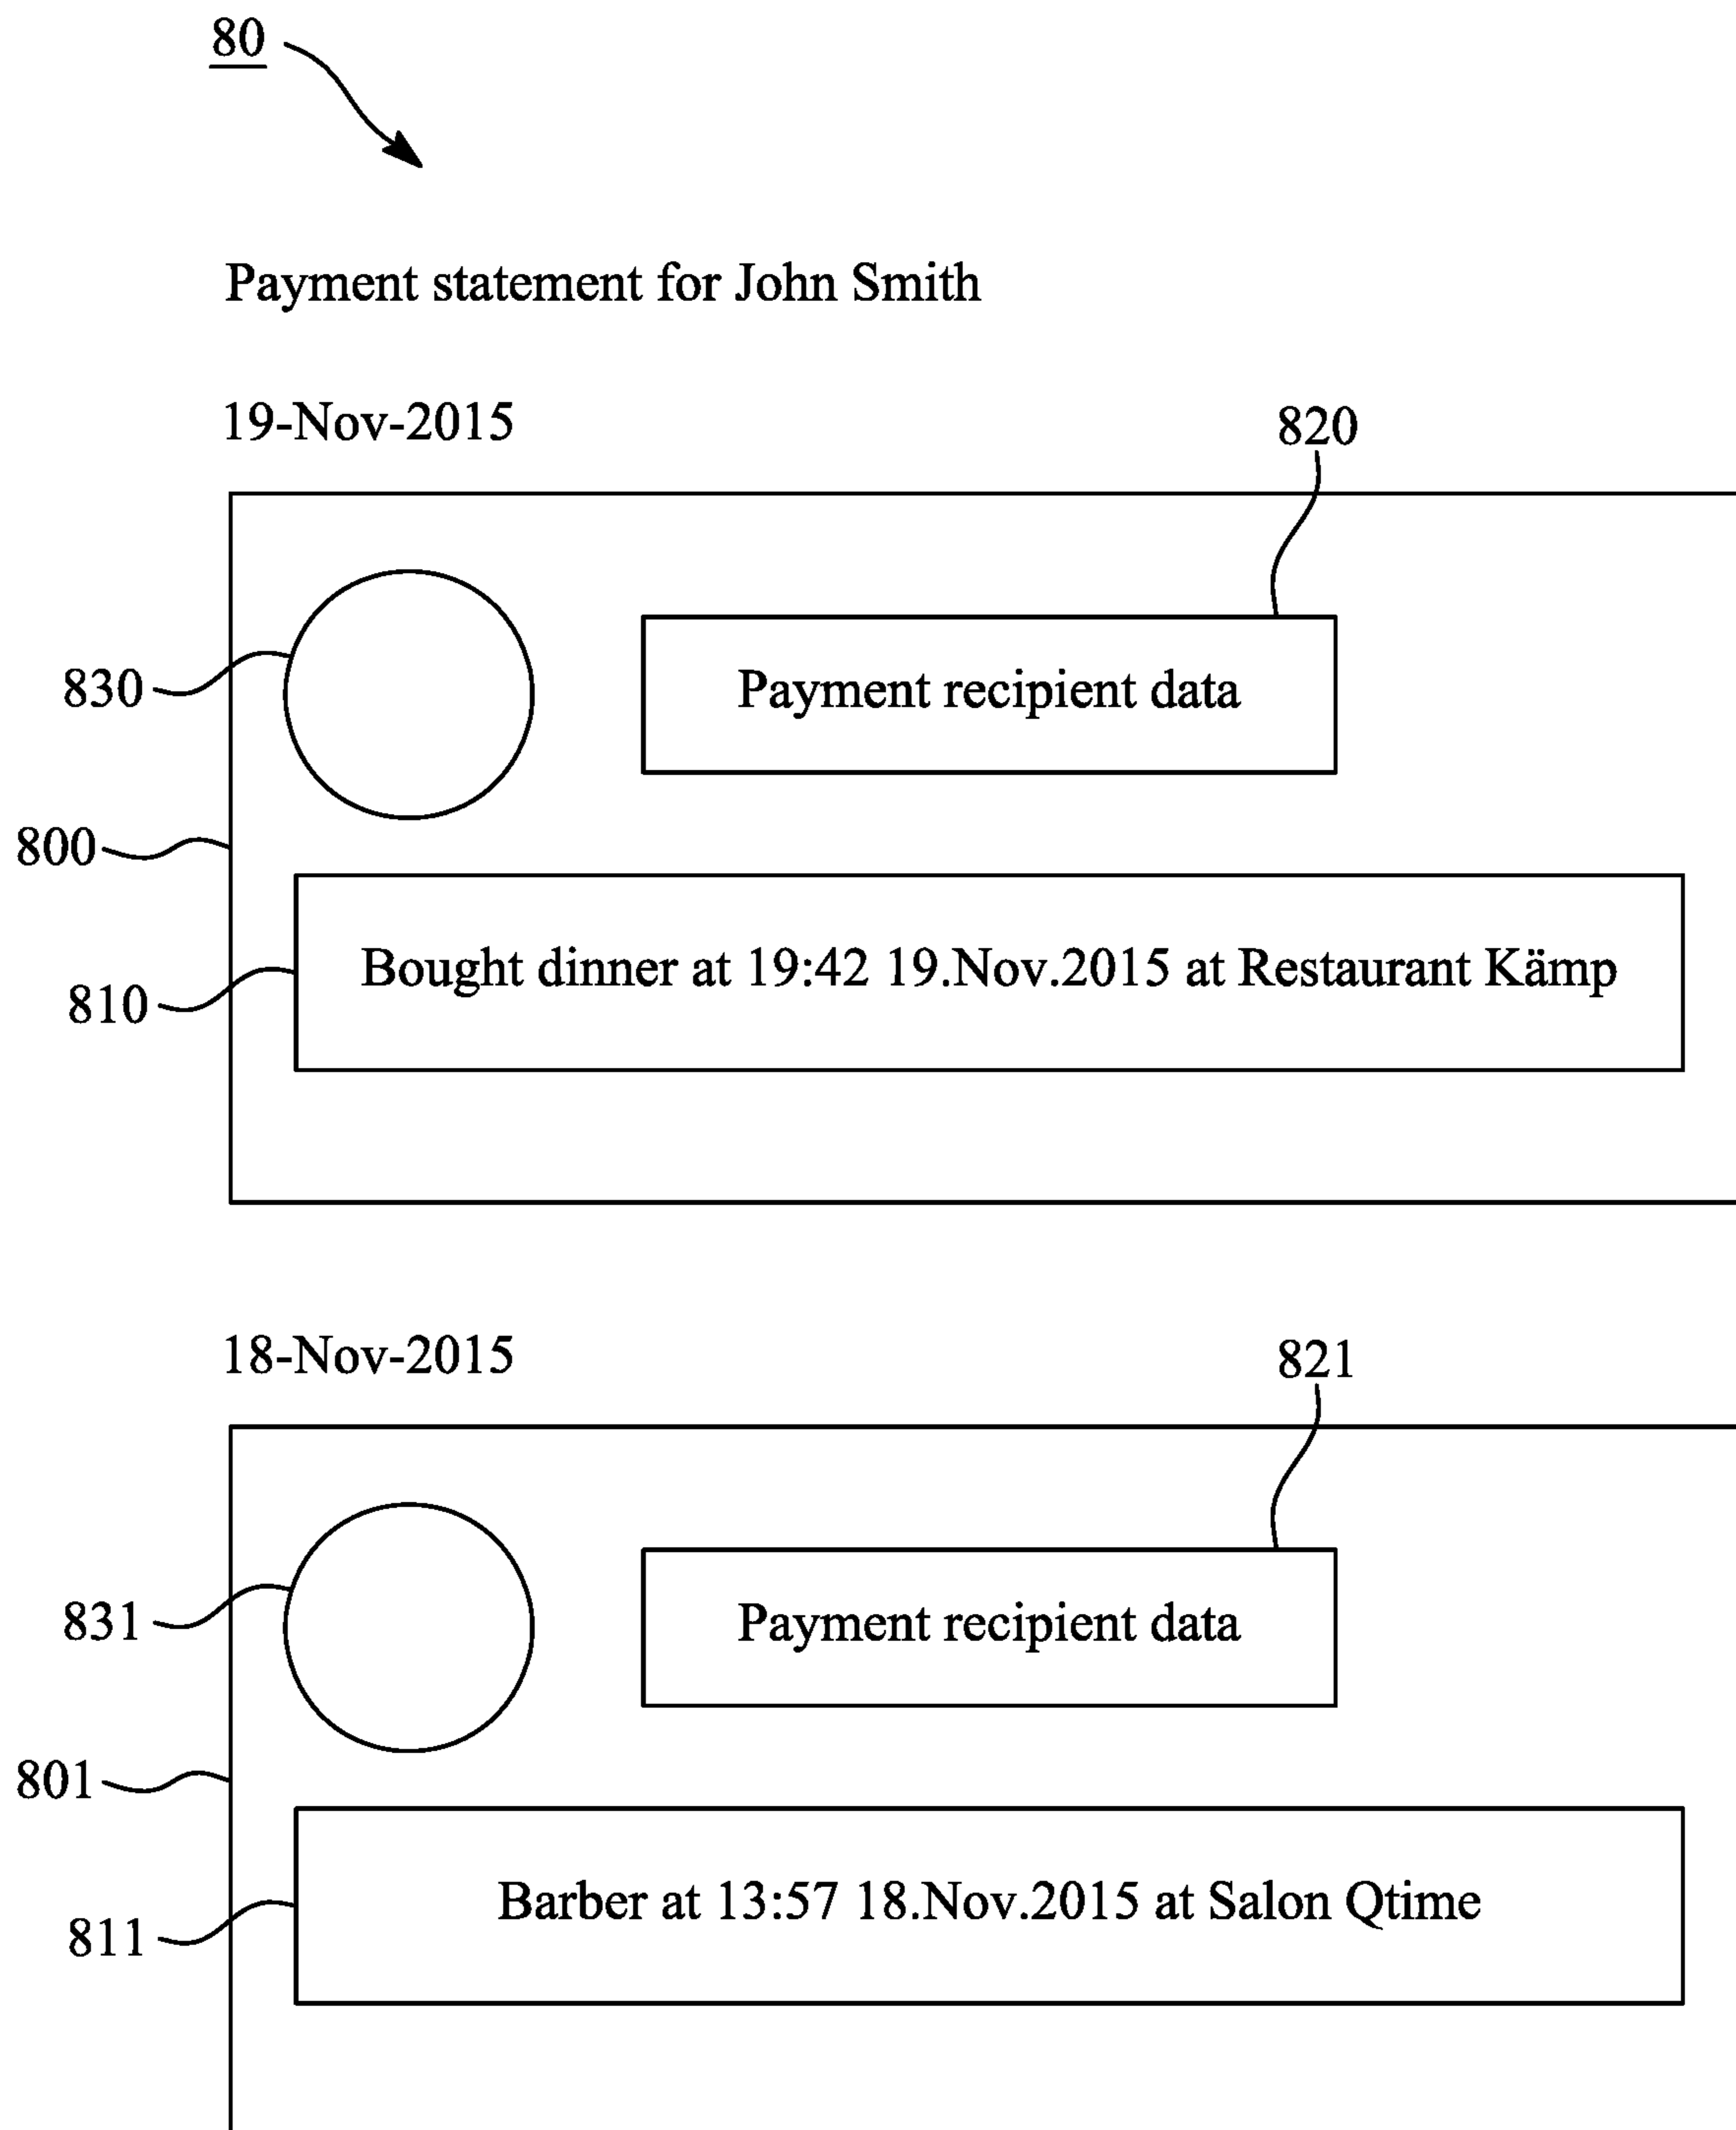 80
Payment statement for John Smith
19-Nov-2015
820
830
Payment recipient data
800
Bought dinner at 19:42 19.Nov.2015 at Restaurant Kämp
810
18-Nov-2015
821
831
Payment recipient data
801
Barber at 13:57 18.Nov.2015 at Salon Qtime
811